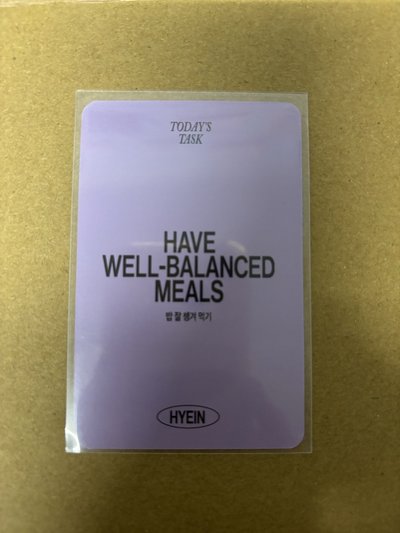 TODAY'S
TASK
HAVE
WELL-BALANCED
MEALS
밥 잘 챙겨 먹기
HYEIN